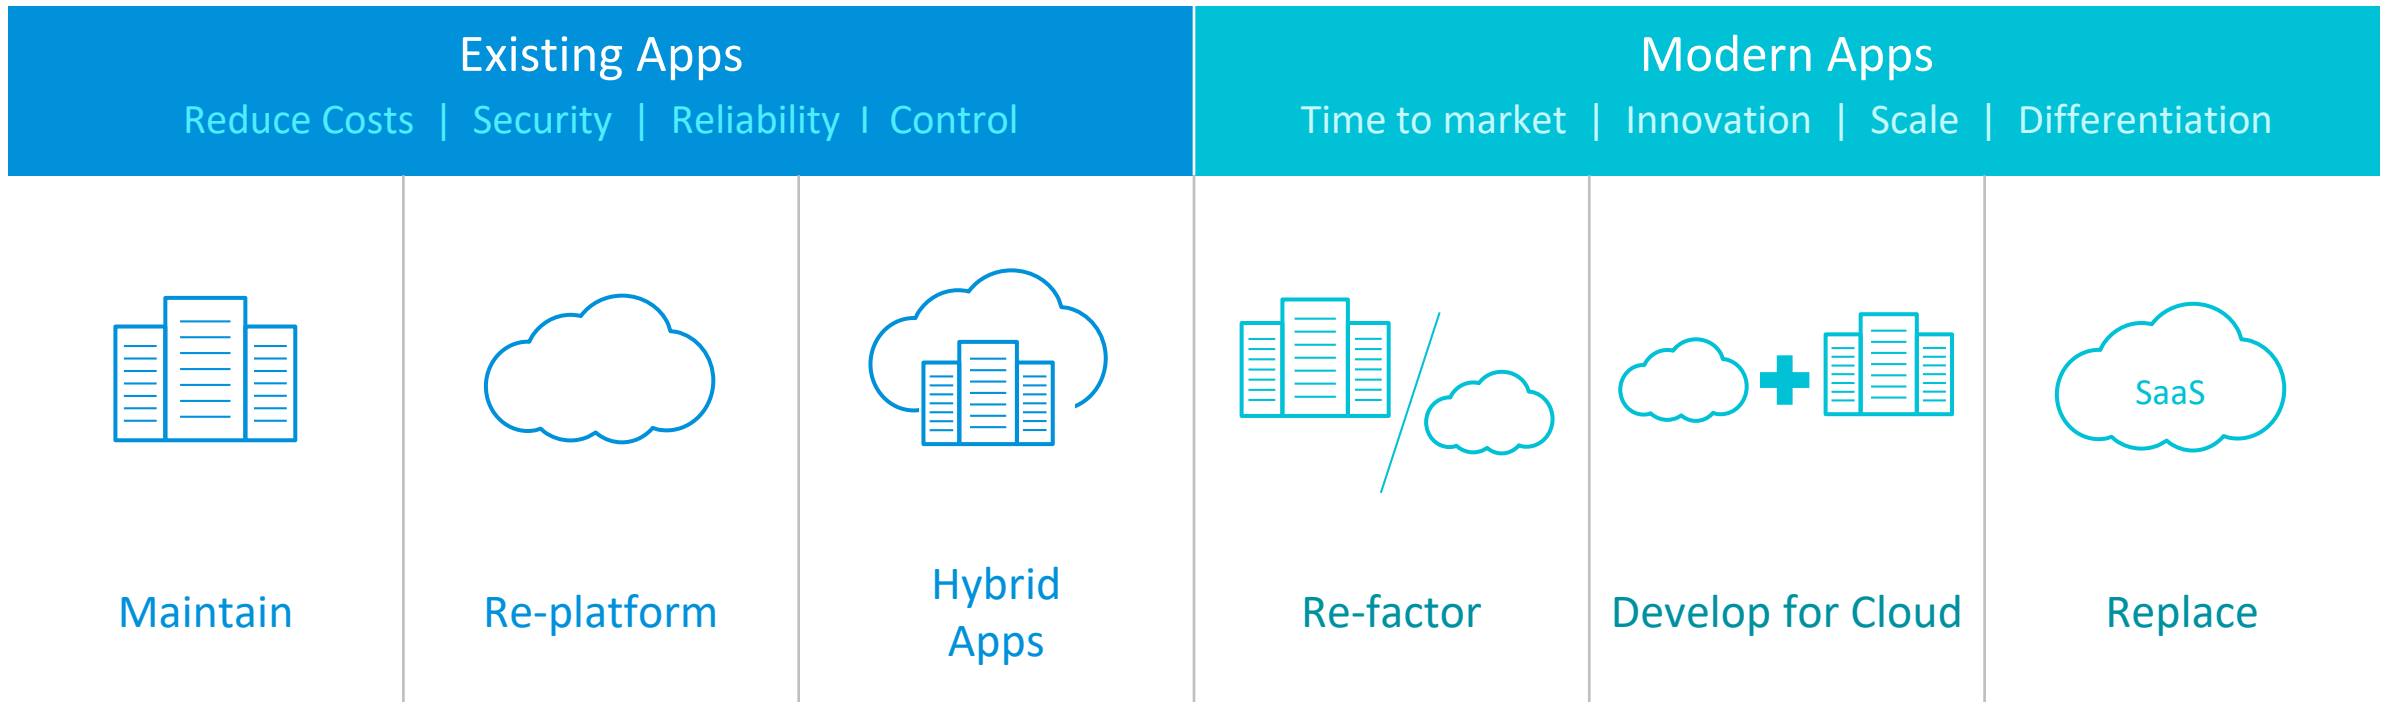 Existing Apps
Reduce Costs | Security | Reliability I Control
Modern Apps
Time to market | Innovation | Scale | Differentiation
SaaS
Maintain
Re-platform
Hybrid
Apps
Re-factor
Develop for Cloud
Replace